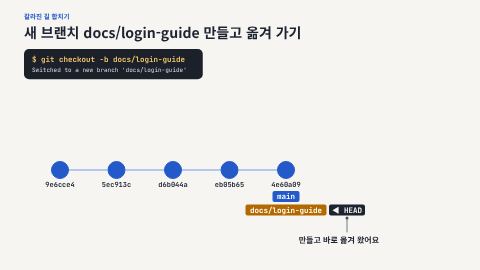 갈라진 길 합치기
새 브랜치 docs/login-guide 만들고 옮겨 가기
$ git checkout -b docs/login-guide
Switched to a new branch 'docs/login-guide'
9e6cce4 5ec913c d6b044a eb05b65 4e60a09
main
docs/login-guide ◀ HEAD
만들고 바로 옮겨 왔어요